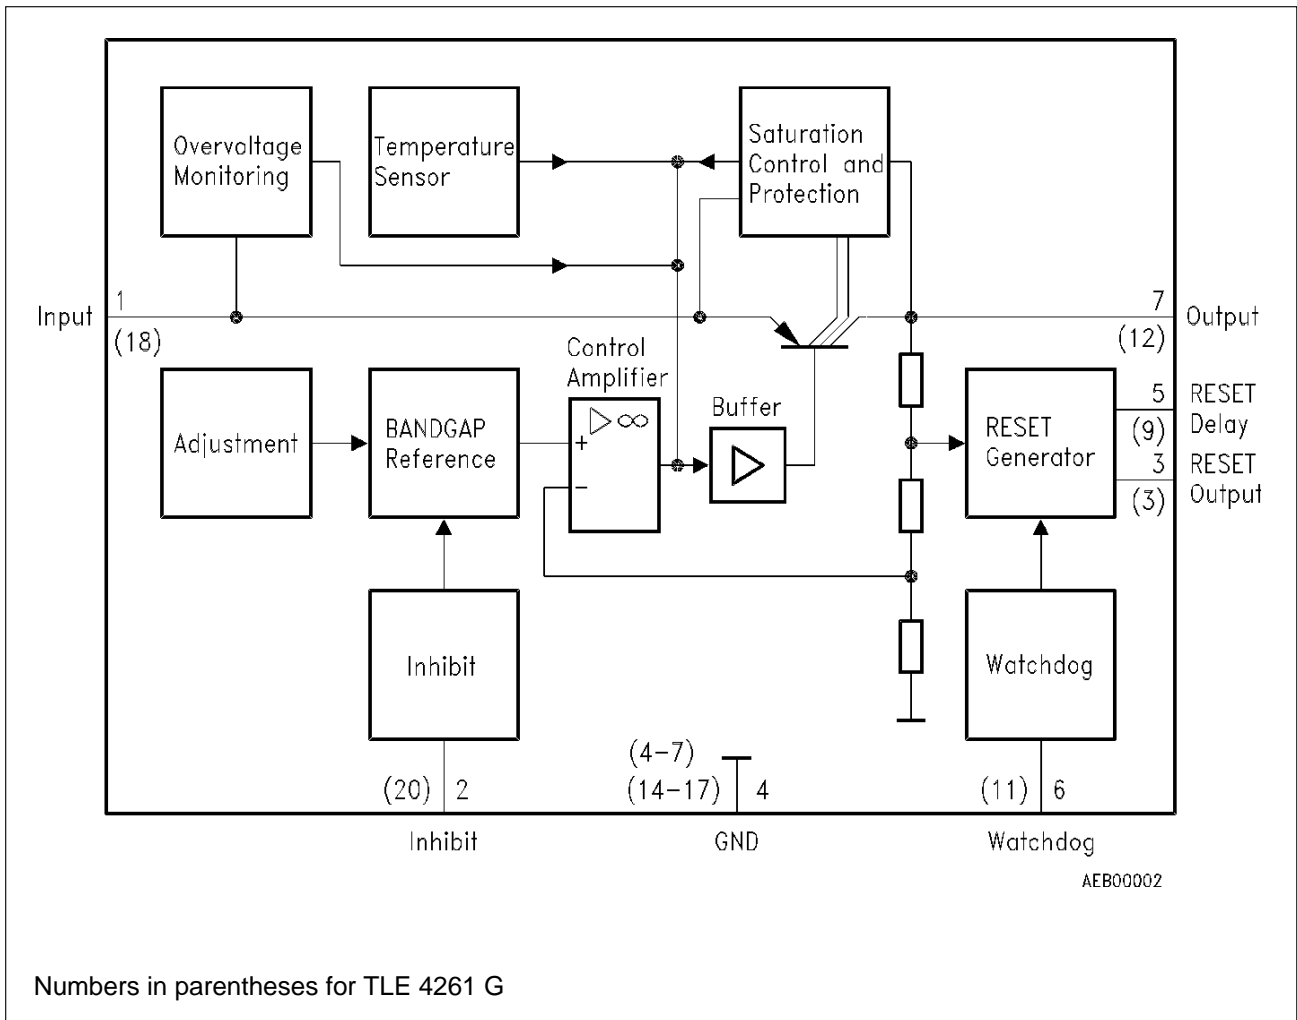 Overvoltage
Monitoring
Temperature
Sensor
Saturation
Control and
Protection
Input
1
(18)
7
(12)
Output
Control
Amplifier
▷ ∞
+
−
Buffer
Adjustment
BANDGAP
Reference
RESET
Generator
5
(9)
RESET
Delay
3
(3)
RESET
Output
Inhibit
Watchdog
(20) 2
(4–7)
(14–17) 4
(11) 6
Inhibit
GND
Watchdog
AEB00002
Numbers in parentheses for TLE 4261 G